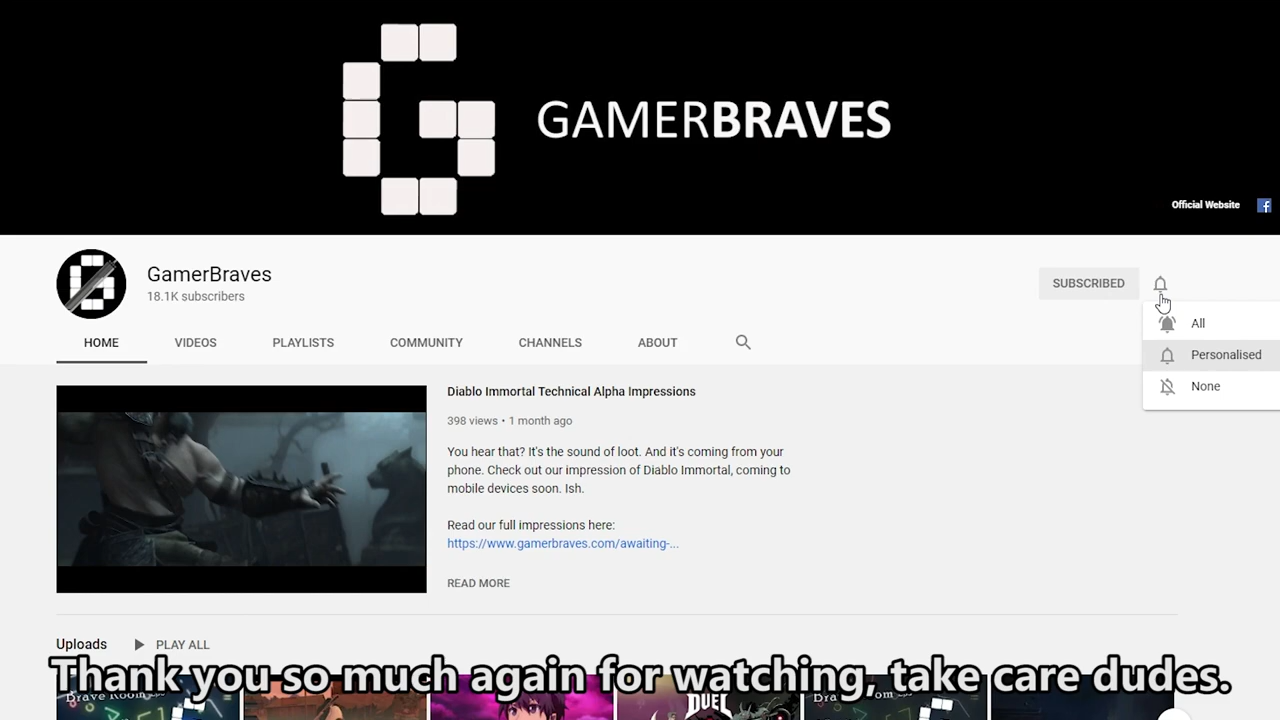 GAMERBRAVES
Official Website
GamerBraves
18.1K subscribers
SUBSCRIBED
All
Personalised
None
HOME VIDEOS PLAYLISTS COMMUNITY CHANNELS ABOUT
Diablo Immortal Technical Alpha Impressions
398 views • 1 month ago
You hear that? It's the sound of loot. And it's coming from your
phone. Check out our impression of Diablo Immortal, coming to
mobile devices soon. Ish.
Read our full impressions here:
https://www.gamerbraves.com/awaiting-...
READ MORE
Uploads PLAY ALL
Thank you so much again for watching, take care dudes.
DUEL